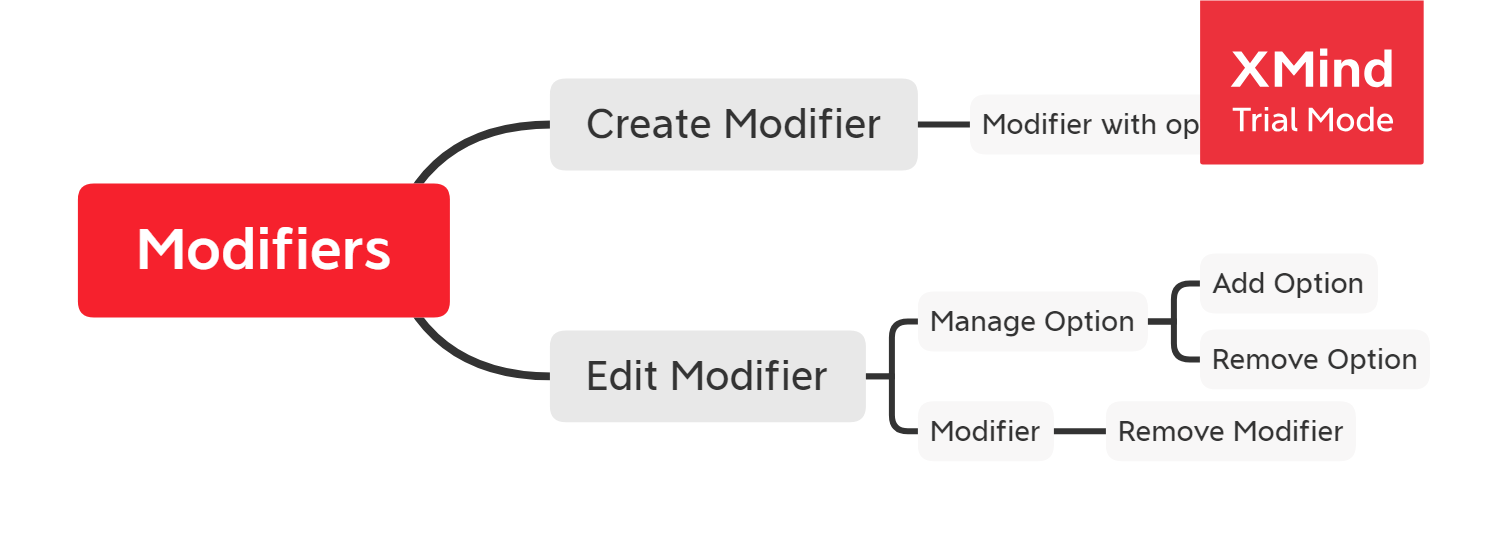 Modifiers
Create Modifier
Modifier with op
XMind
Trial Mode
Edit Modifier
Manage Option
Add Option
Remove Option
Modifier
Remove Modifier